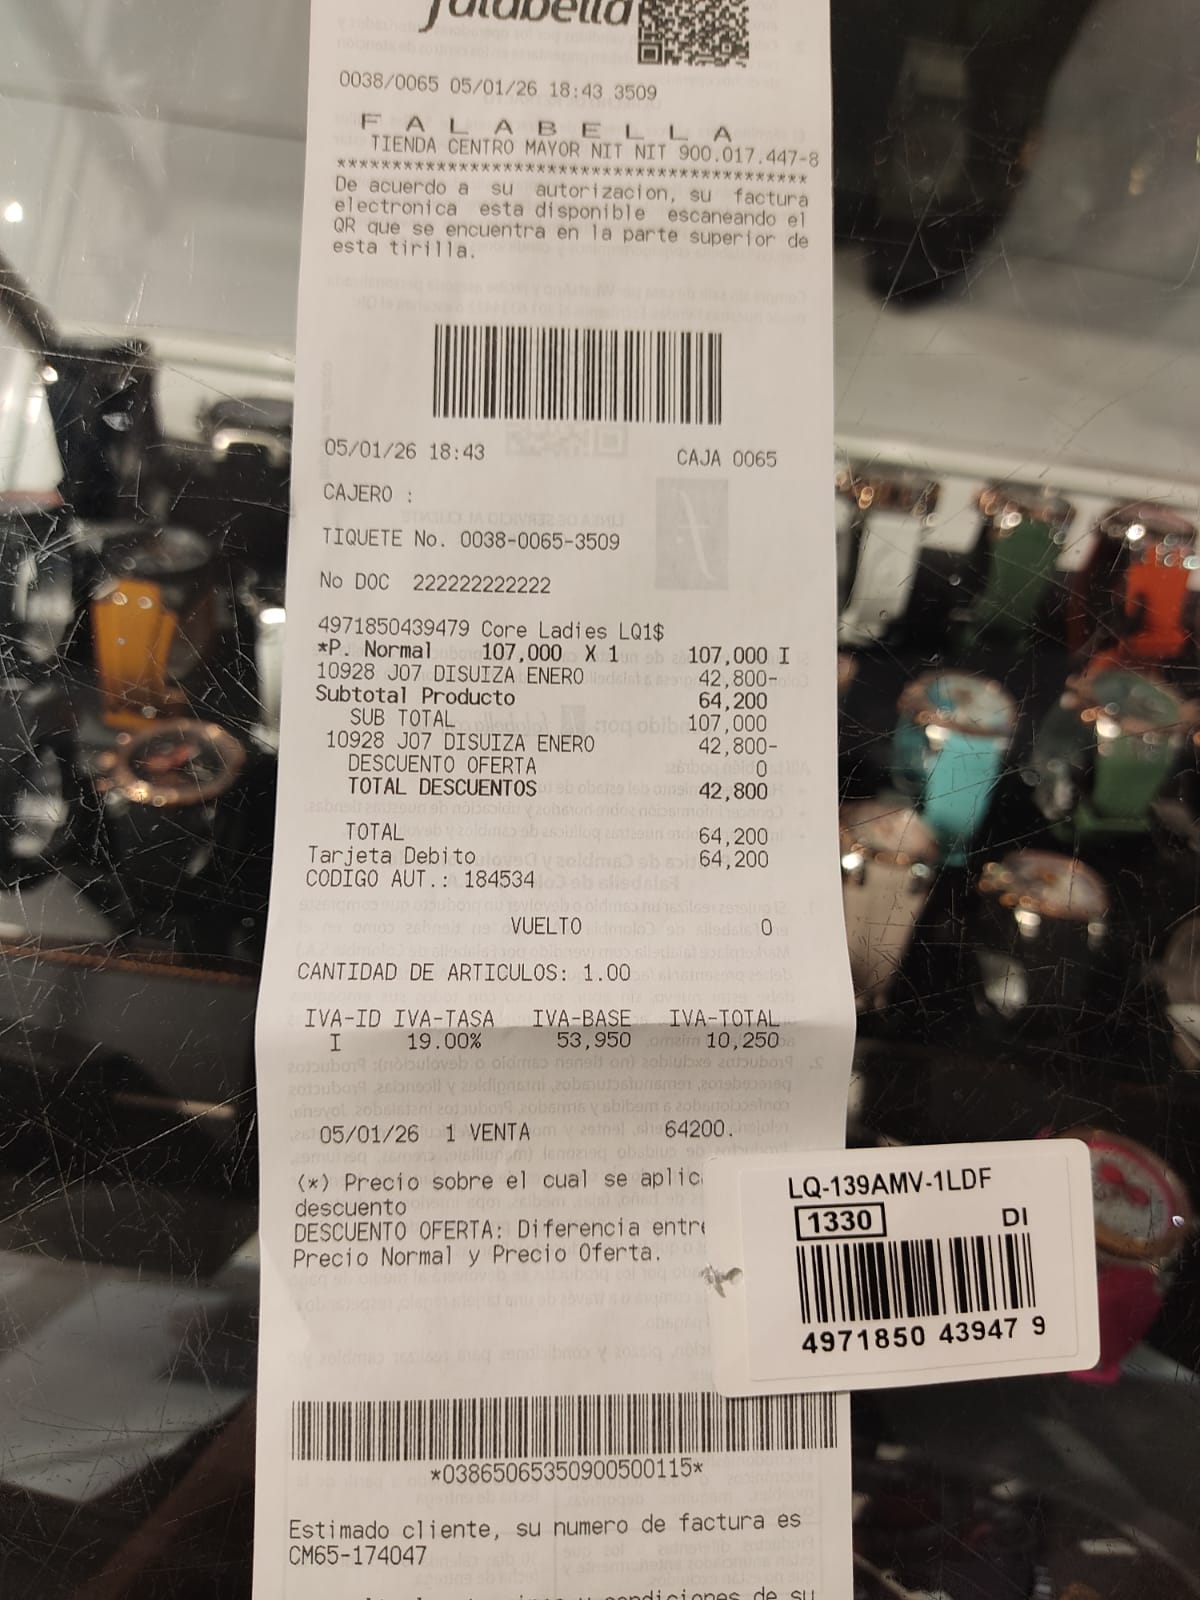 falabella
0038/0065 05/01/26 18:43 3509
F A L A B E L L A
TIENDA CENTRO MAYOR NIT NIT 900.017.447-8
*******************************************
De acuerdo a su autorizacion, su factura
electronica esta disponible escaneando el
QR que se encuentra en la parte superior de
esta tirilla.
05/01/26 18:43 CAJA 0065
CAJERO :
TIQUETE No. 0038-0065-3509
No DOC 222222222222
4971850439479 Core Ladies LQ1$
*P. Normal 107,000 X 1 107,000 I
10928 J07 DISUIZA ENERO 42,800-
Subtotal Producto 64,200
SUB TOTAL 107,000
10928 J07 DISUIZA ENERO 42,800-
DESCUENTO OFERTA 0
TOTAL DESCUENTOS 42,800
TOTAL 64,200
Tarjeta Debito 64,200
CODIGO AUT.: 184534
VUELTO 0
CANTIDAD DE ARTICULOS: 1.00
IVA-ID IVA-TASA IVA-BASE IVA-TOTAL
I 19.00% 53,950 10,250
05/01/26 1 VENTA 64200.
(*) Precio sobre el cual se aplic
descuento
DESCUENTO OFERTA: Diferencia entre
Precio Normal y Precio Oferta.
LQ-139AMV-1LDF
1330 DI
4971850 43947 9
*03865065350900500115*
Estimado cliente, su numero de factura es
CM65-174047
condiciones de su